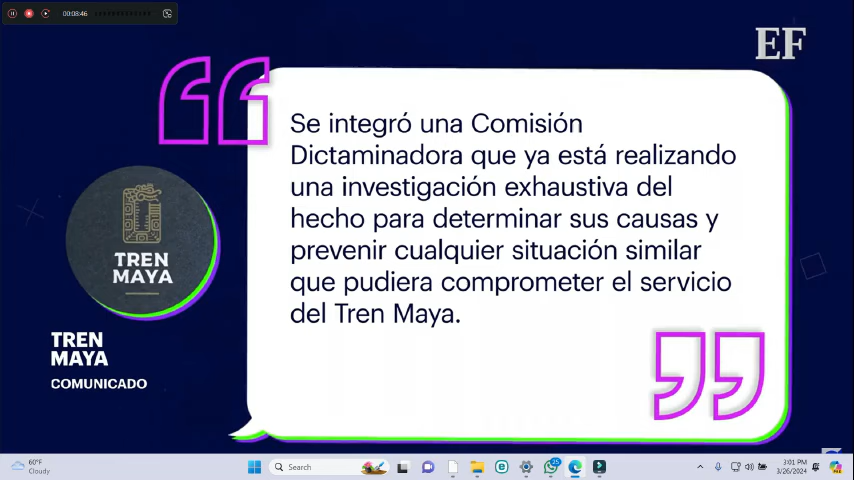 00:08:46
EF
Se integró una Comisión
Dictaminadora que ya está realizando
una investigación exhaustiva del
hecho para determinar sus causas y
prevenir cualquier situación similar
que pudiera comprometer el servicio
del Tren Maya.
TREN
MAYA
TREN
MAYA
COMUNICADO
60°F
Cloudy
Search
25
3:01 PM
3/26/2024